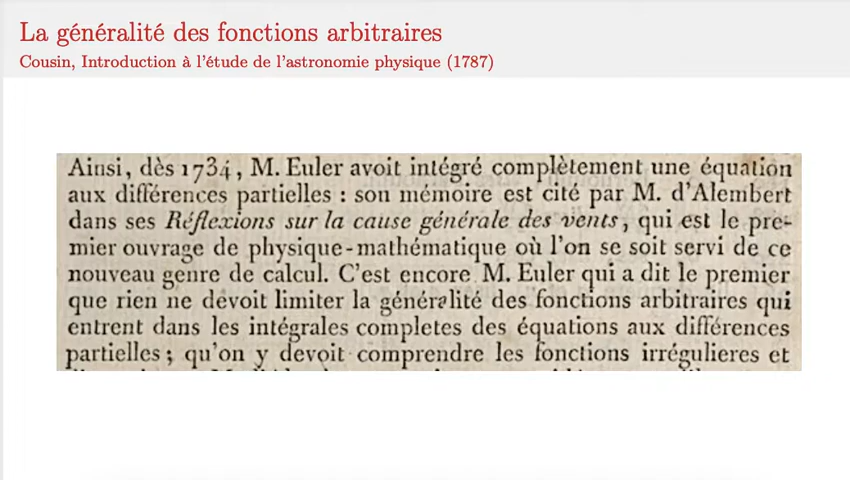 La généralité des fonctions arbitraires
Cousin, Introduction à l'étude de l'astronomie physique (1787)
Ainsi, dès 1734, M. Euler avoit intégré complètement une équation
aux différences partielles : son mémoire est cité par M. d'Alembert
dans ses Réflexions sur la cause générale des vents, qui est le pre-
mier ouvrage de physique-mathématique où l'on se soit servi de ce
nouveau genre de calcul. C'est encore M. Euler qui a dit le premier
que rien ne devoit limiter la généralité des fonctions arbitraires qui
entrent dans les intégrales completes des équations aux différences
partielles ; qu'on y devoit comprendre les fonctions irrégulieres et